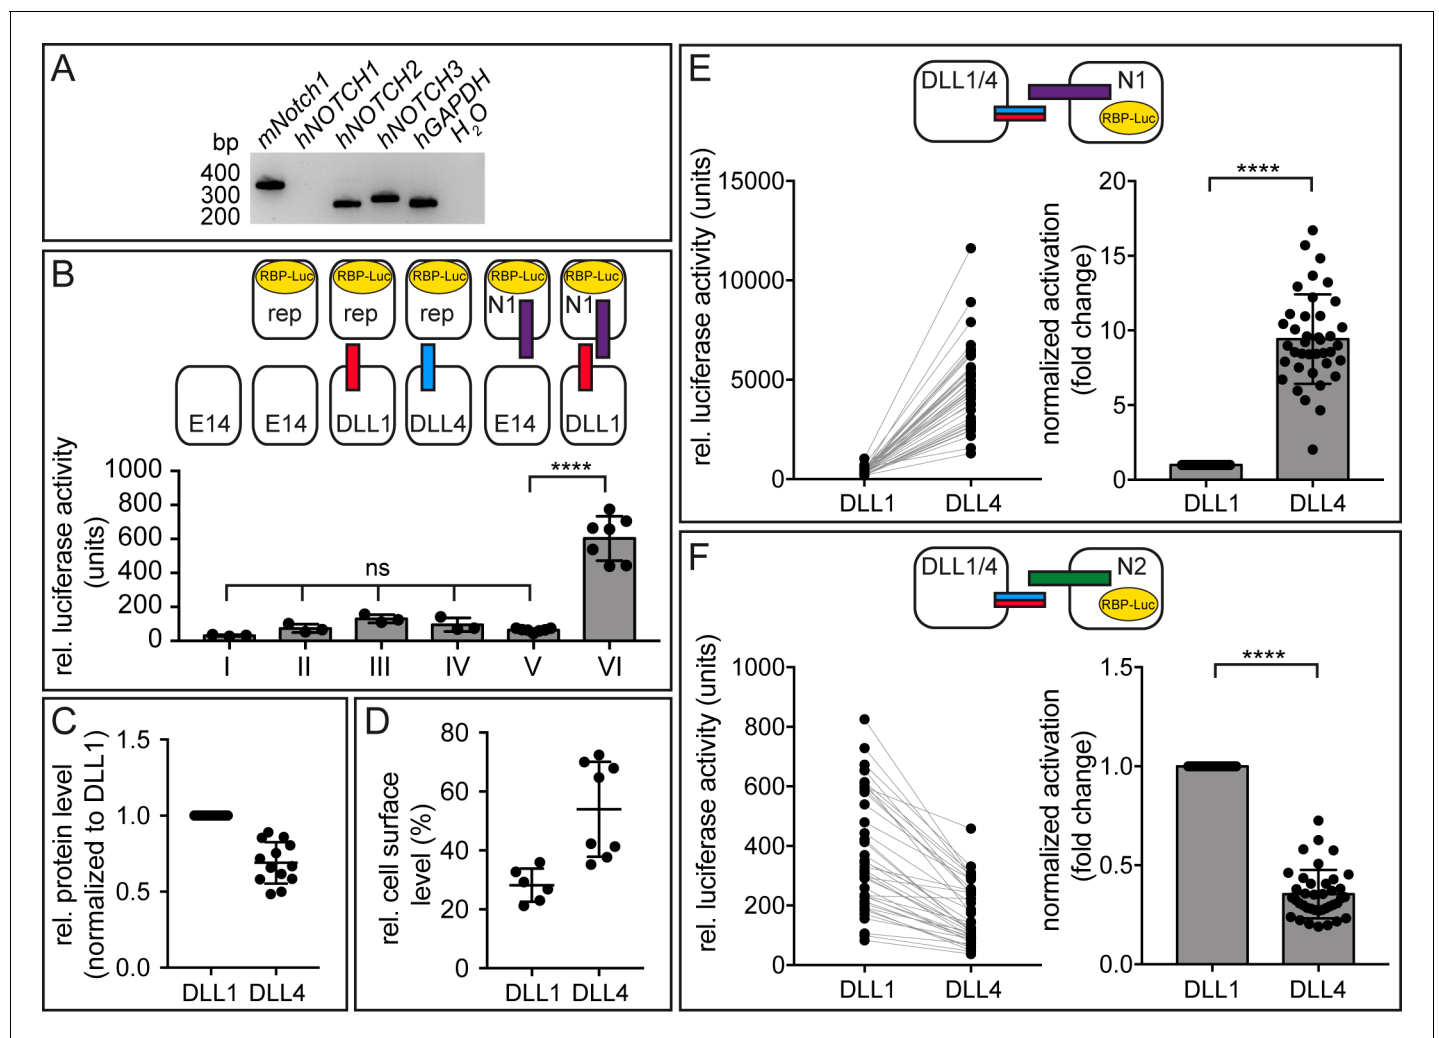 A
mNotch1
hNOTCH1
hNOTCH2
hNOTCH3
hGAPDH
H2O
bp
400
300
200
B
RBP-Luc RBP-Luc RBP-Luc RBP-Luc RBP-Luc
rep rep rep N1 N1
E14 E14 DLL1 DLL4 E14 DLL1
rel. luciferase activity
(units)
1000
800
600
400
200
0
ns
****
I II III IV V VI
C
rel. protein level
(normalized to DLL1)
1.5
1.0
0.5
0.0
DLL1 DLL4
D
rel. cell surface
level (%)
80
60
40
20
0
DLL1 DLL4
E
DLL1/4 N1
RBP-Luc
rel. luciferase activity (units)
15000
10000
5000
0
DLL1 DLL4
normalized activation
(fold change)
20
15
10
5
0
****
DLL1 DLL4
F
DLL1/4 N2
RBP-Luc
rel. luciferase activity (units)
1000
800
600
400
200
0
DLL1 DLL4
normalized activation
(fold change)
1.5
1.0
0.5
0.0
****
DLL1 DLL4